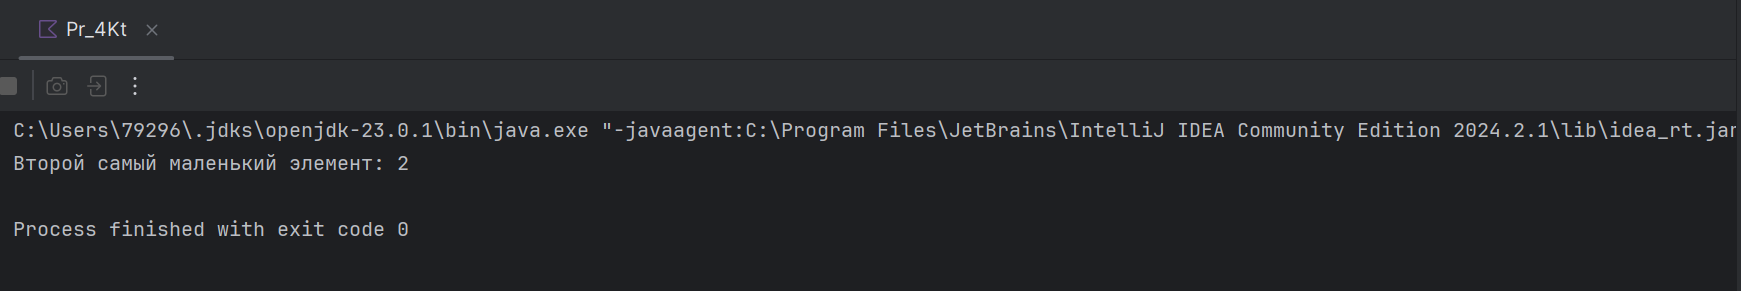 Pr_4Kt
C:\Users\79296\.jdks\openjdk-23.0.1\bin\java.exe "-javaagent:C:\Program Files\JetBrains\IntelliJ IDEA Community Edition 2024.2.1\lib\idea_rt.jar
Второй самый маленький элемент: 2
Process finished with exit code 0